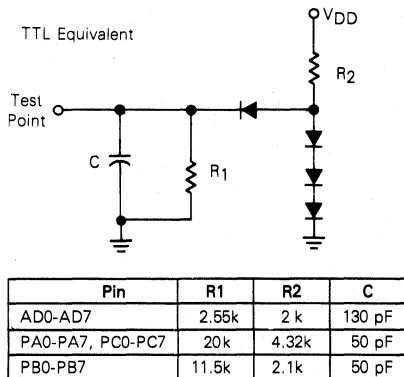 TTL Equivalent
VDD
R2
Test
Point
C
R1
Pin R1 R2 C
AD0-AD7 2.55k 2 k 130 pF
PA0-PA7, PC0-PC7 20k 4.32k 50 pF
PB0-PB7 11.5k 2.1k 50 pF